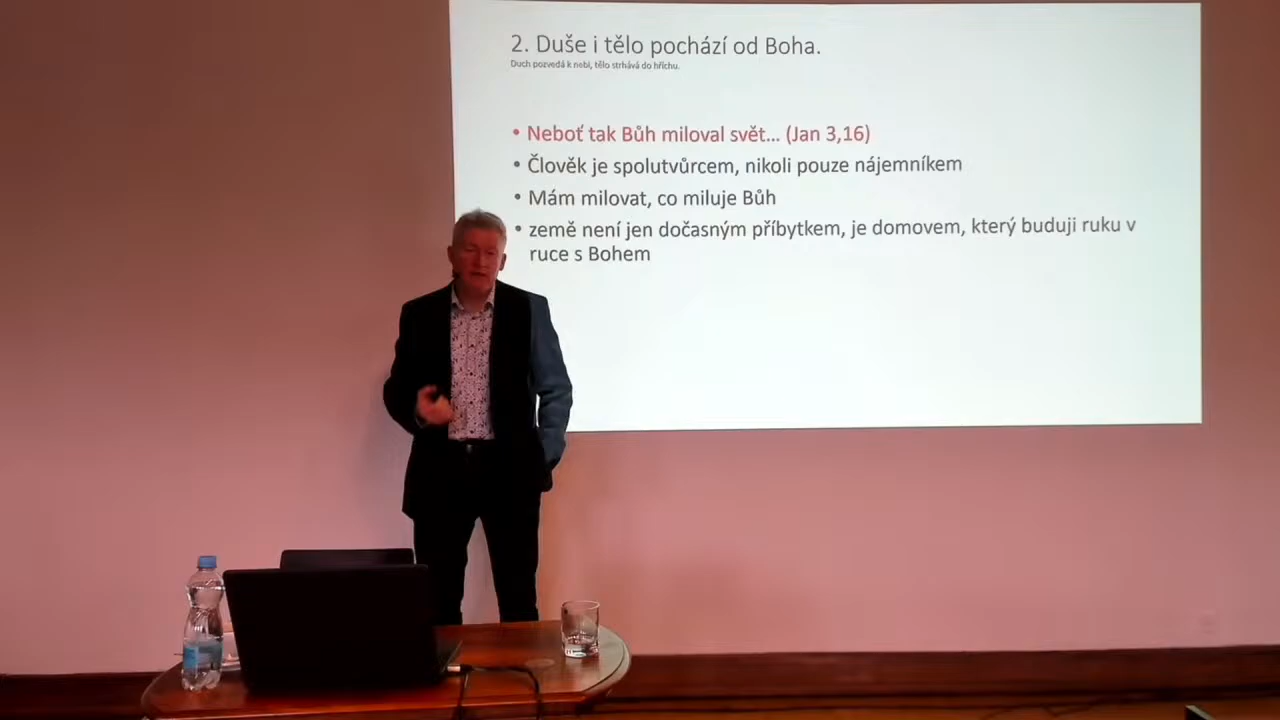 2. Duše i tělo pochází od Boha.
Duch pozvedá k nebi, tělo strhává do hříchu.
• Neboť tak Bůh miloval svět... (Jan 3,16)
• Člověk je spolutvůrcem, nikoli pouze nájemníkem
• Mám milovat, co miluje Bůh
• země není jen dočasným příbytkem, je domovem, který buduji ruku v
ruce s Bohem